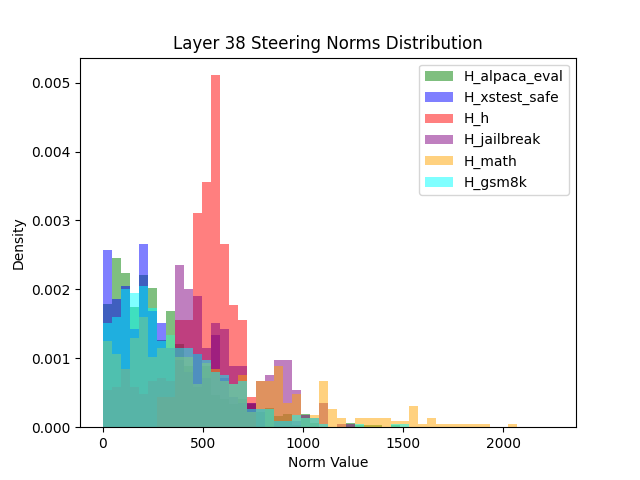 Layer 38 Steering Norms Distribution
H_alpaca_eval
H_xstest_safe
H_h
H_jailbreak
H_math
H_gsm8k
Density
0.005
0.004
0.003
0.002
0.001
0.000
0
500
1000
1500
2000
Norm Value